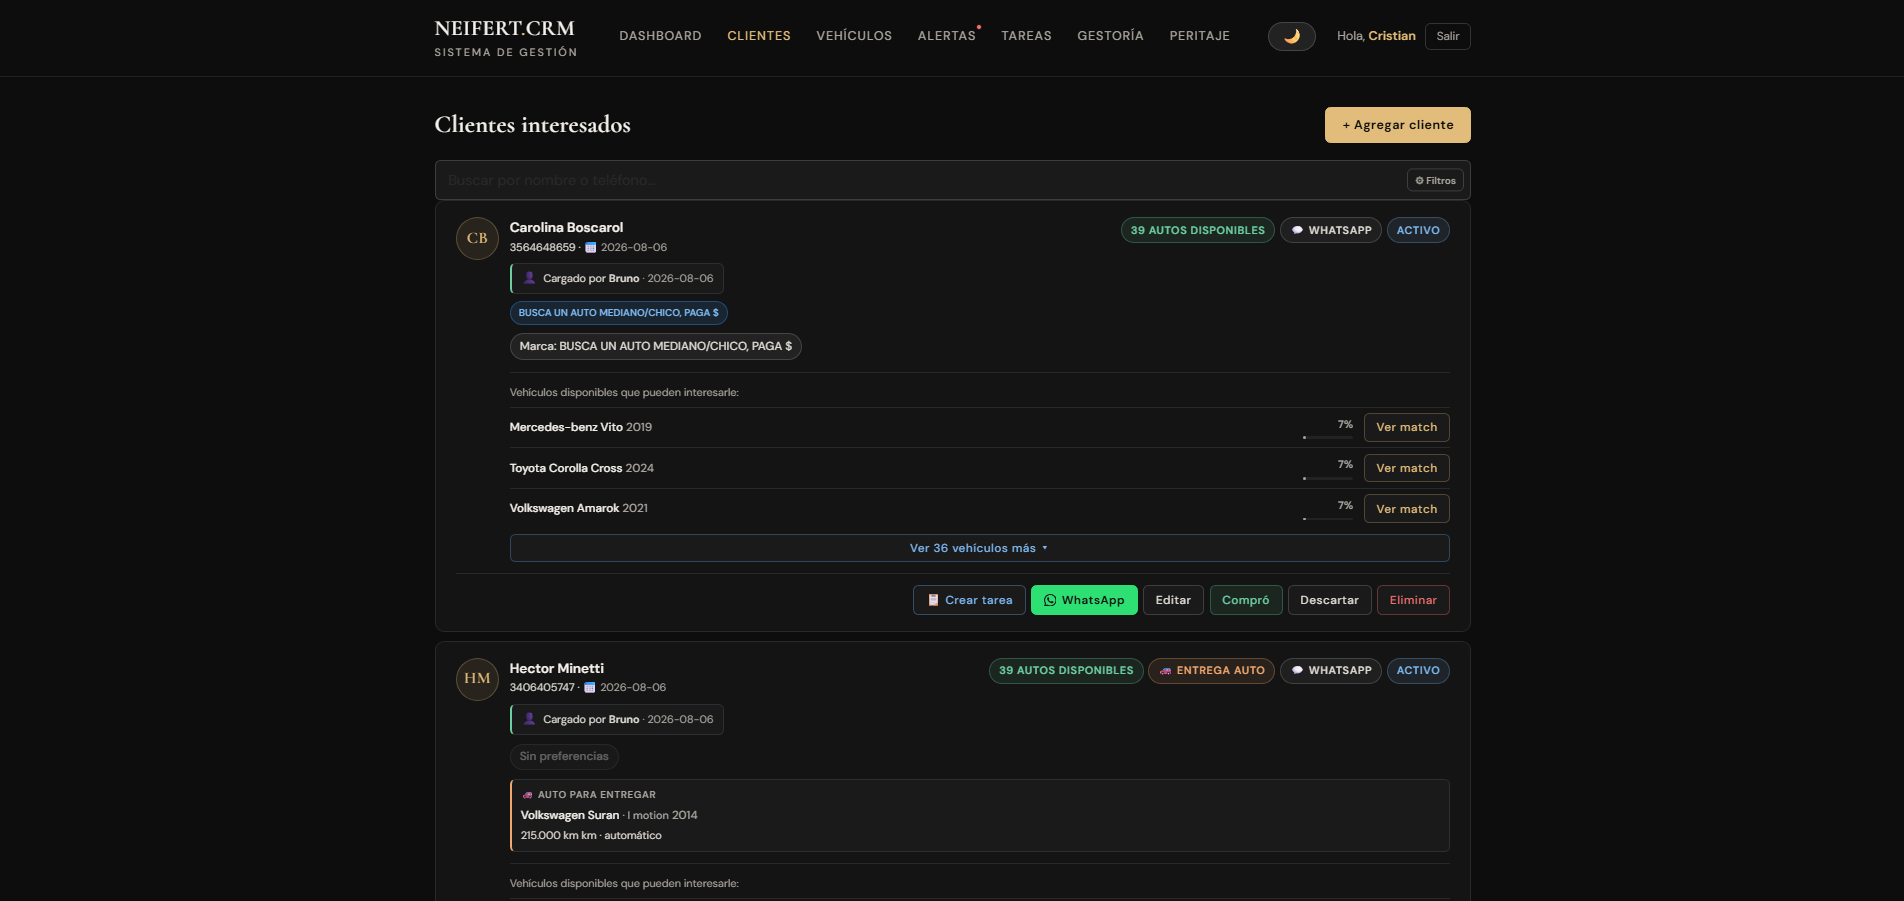 NEIFERT.CRM
SISTEMA DE GESTIÓN
DASHBOARD CLIENTES VEHÍCULOS ALERTAS TAREAS GESTORÍA PERITAJE
Hola, Cristian Salir
Clientes interesados
+ Agregar cliente
Buscar por nombre o teléfono...
Filtros
CB
Carolina Boscarol
3564648659 · 2026-08-06
39 AUTOS DISPONIBLES WHATSAPP ACTIVO
Cargado por Bruno · 2026-08-06
BUSCA UN AUTO MEDIANO/CHICO, PAGA $
Marca: BUSCA UN AUTO MEDIANO/CHICO, PAGA $
Vehículos disponibles que pueden interesarle:
Mercedes-benz Vito 2019 7% Ver match
Toyota Corolla Cross 2024 7% Ver match
Volkswagen Amarok 2021 7% Ver match
Ver 36 vehículos más ▾
Crear tarea WhatsApp Editar Compró Descartar Eliminar
HM
Hector Minetti
3406405747 · 2026-08-06
39 AUTOS DISPONIBLES ENTREGA AUTO WHATSAPP ACTIVO
Cargado por Bruno · 2026-08-06
Sin preferencias
AUTO PARA ENTREGAR
Volkswagen Suran · I motion 2014
215.000 km km · automático
Vehículos disponibles que pueden interesarle: